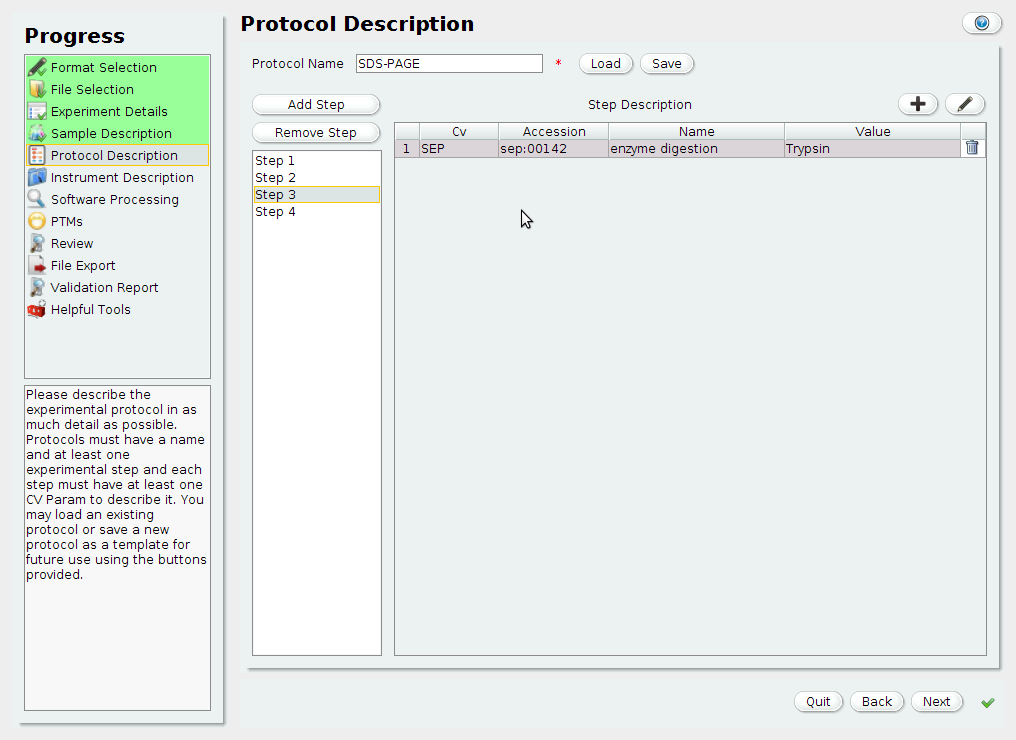 Progress
Format Selection
File Selection
Experiment Details
Sample Description
Protocol Description
Instrument Description
Software Processing
PTMs
Review
File Export
Validation Report
Helpful Tools
Please describe the
experimental protocol in as
much detail as possible.
Protocols must have a name
and at least one
experimental step and each
step must have at least one
CV Param to describe it. You
may load an existing
protocol or save a new
protocol as a template for
future use using the buttons
provided.
Protocol Description
Protocol Name SDS-PAGE * Load Save
Add Step
Remove Step
Step 1
Step 2
Step 3
Step 4
Step Description
Cv Accession Name Value
1 SEP sep:00142 enzyme digestion Trypsin
Quit Back Next